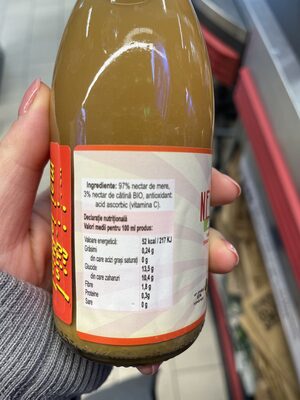 Ingrediente: 97% nectar de mere,
3% nectar de cătină BIO, antioxidant:
acid ascorbic (vitamina C).
Declarație nutrițională
Valori medii pentru 100 ml produs:
Valoare energetică: 52 kcal / 217 KJ
Grăsimi 0,24 g
din care acizi grași saturați 0 g
Glucide 13,5 g
din care zaharuri 10,4 g
Fibre 1,8 g
Proteine 0,3g
Sare 0 g
NE